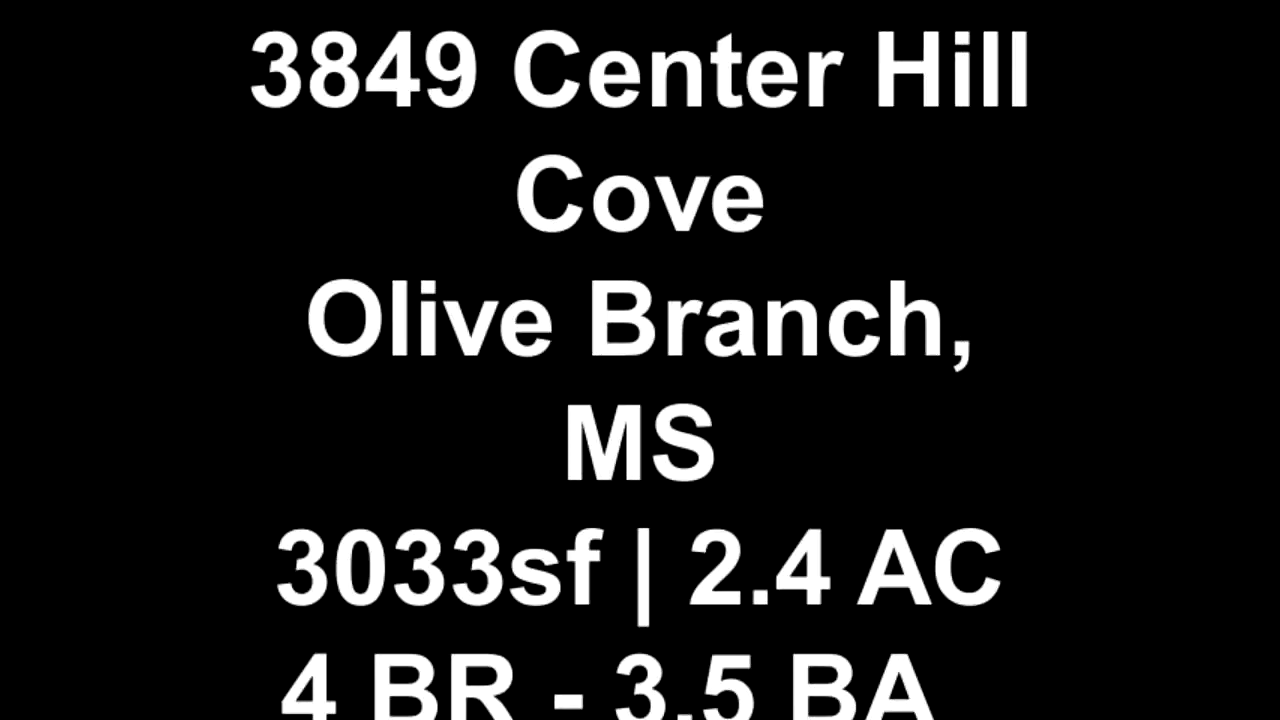 3849 Center Hill
Cove
Olive Branch,
MS
3033sf | 2.4 AC
4 BR - 3.5 BA